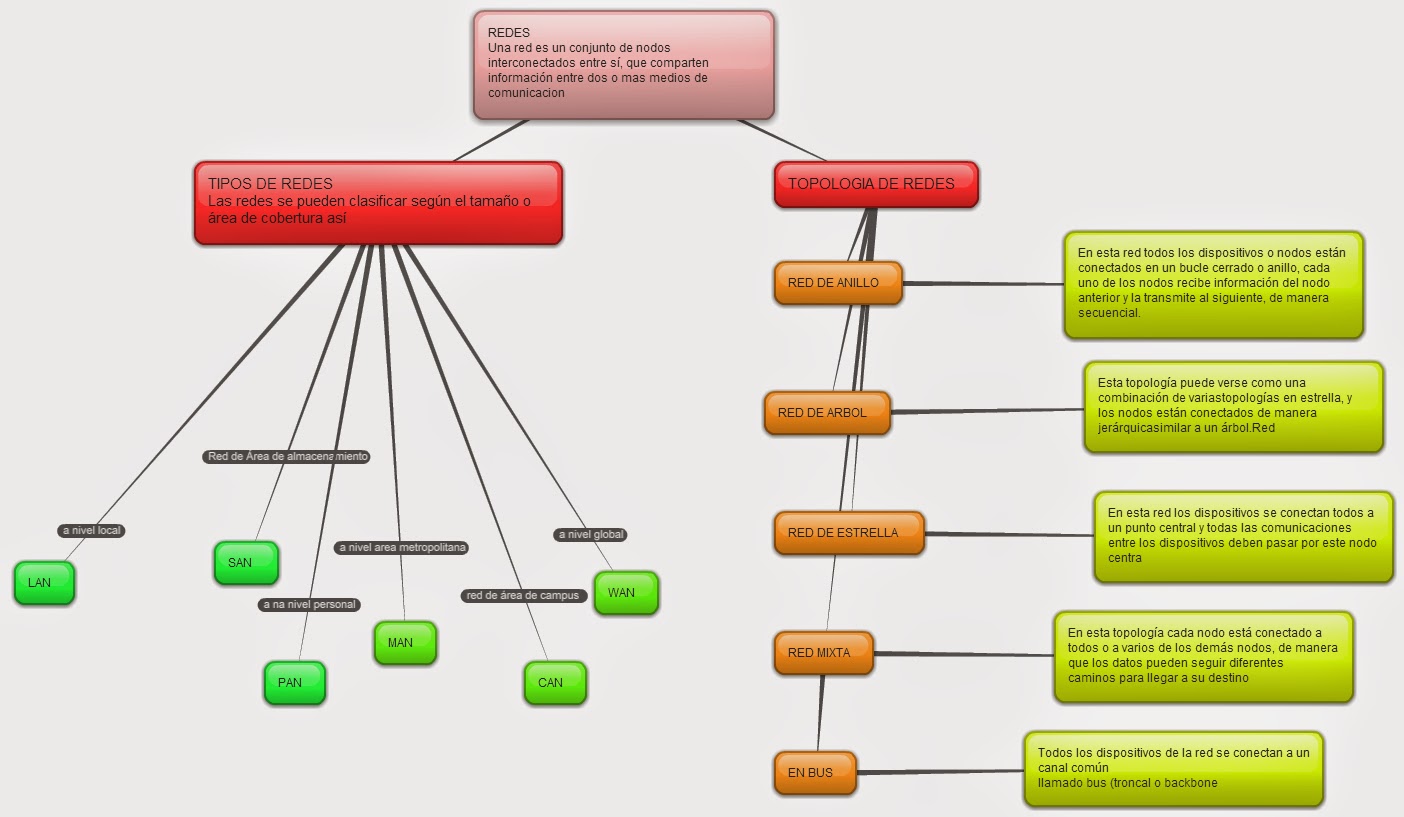 REDES
Una red es un conjunto de nodos
interconectados entre sí, que comparten
información entre dos o mas medios de
comunicacion
TIPOS DE REDES
Las redes se pueden clasificar según el tamaño o
área de cobertura así
a nivel local
LAN
Red de Área de almacenamiento
SAN
a na nivel personal
PAN
a nivel area metropolitana
MAN
red de área de campus
CAN
a nivel global
WAN
TOPOLOGIA DE REDES
RED DE ANILLO
En esta red todos los dispositivos o nodos están
conectados en un bucle cerrado o anillo, cada
uno de los nodos recibe información del nodo
anterior y la transmite al siguiente, de manera
secuencial.
RED DE ARBOL
Esta topología puede verse como una
combinación de variastopologías en estrella, y
los nodos están conectados de manera
jerárquicasimilar a un árbol.Red
RED DE ESTRELLA
En esta red los dispositivos se conectan todos a
un punto central y todas las comunicaciones
entre los dispositivos deben pasar por este nodo
centra
RED MIXTA
En esta topología cada nodo está conectado a
todos o a varios de los demás nodos, de manera
que los datos pueden seguir diferentes
caminos para llegar a su destino
EN BUS
Todos los dispositivos de la red se conectan a un
canal común
llamado bus (troncal o backbone